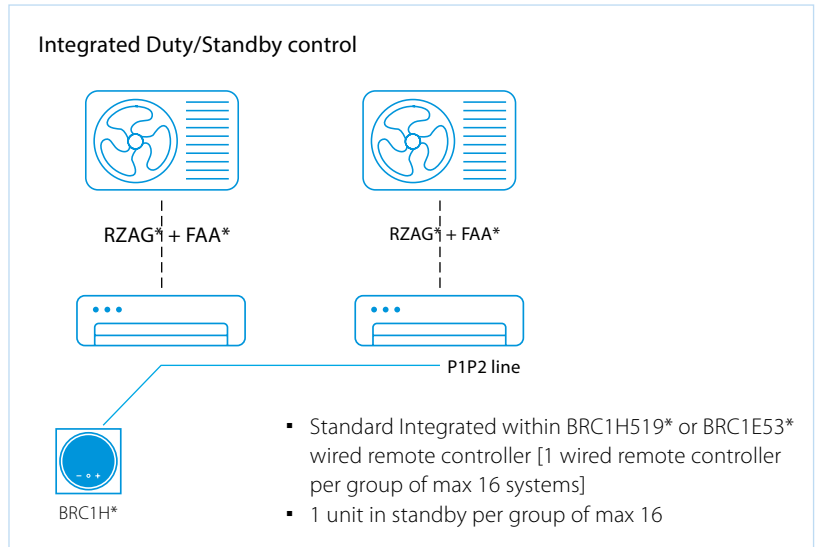 Integrated Duty/Standby control
RZAG* + FAA*
RZAG* + FAA*
P1P2 line
BRC1H*
▪ Standard Integrated within BRC1H519* or BRC1E53*
wired remote controller [1 wired remote controller
per group of max 16 systems]
▪ 1 unit in standby per group of max 16